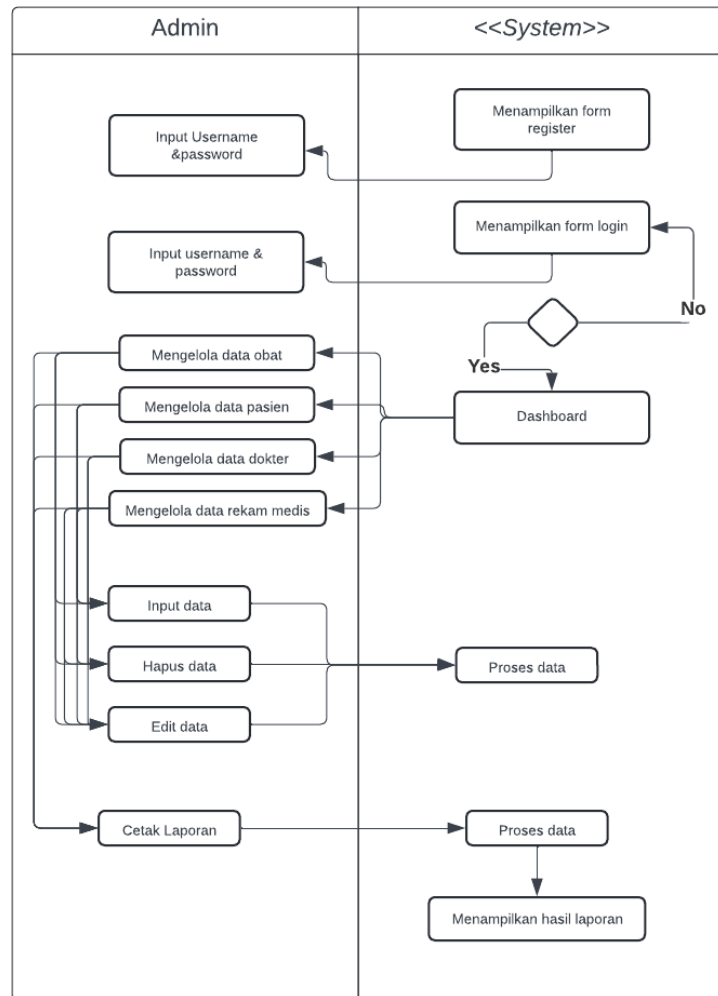 Admin
<<System>>
Menampilkan form
register
Input Username
&password
Menampilkan form login
Input username &
password
No
Yes
Mengelola data obat
Mengelola data pasien
Dashboard
Mengelola data dokter
Mengelola data rekam medis
Input data
Hapus data
Proses data
Edit data
Cetak Laporan
Proses data
Menampilkan hasil laporan